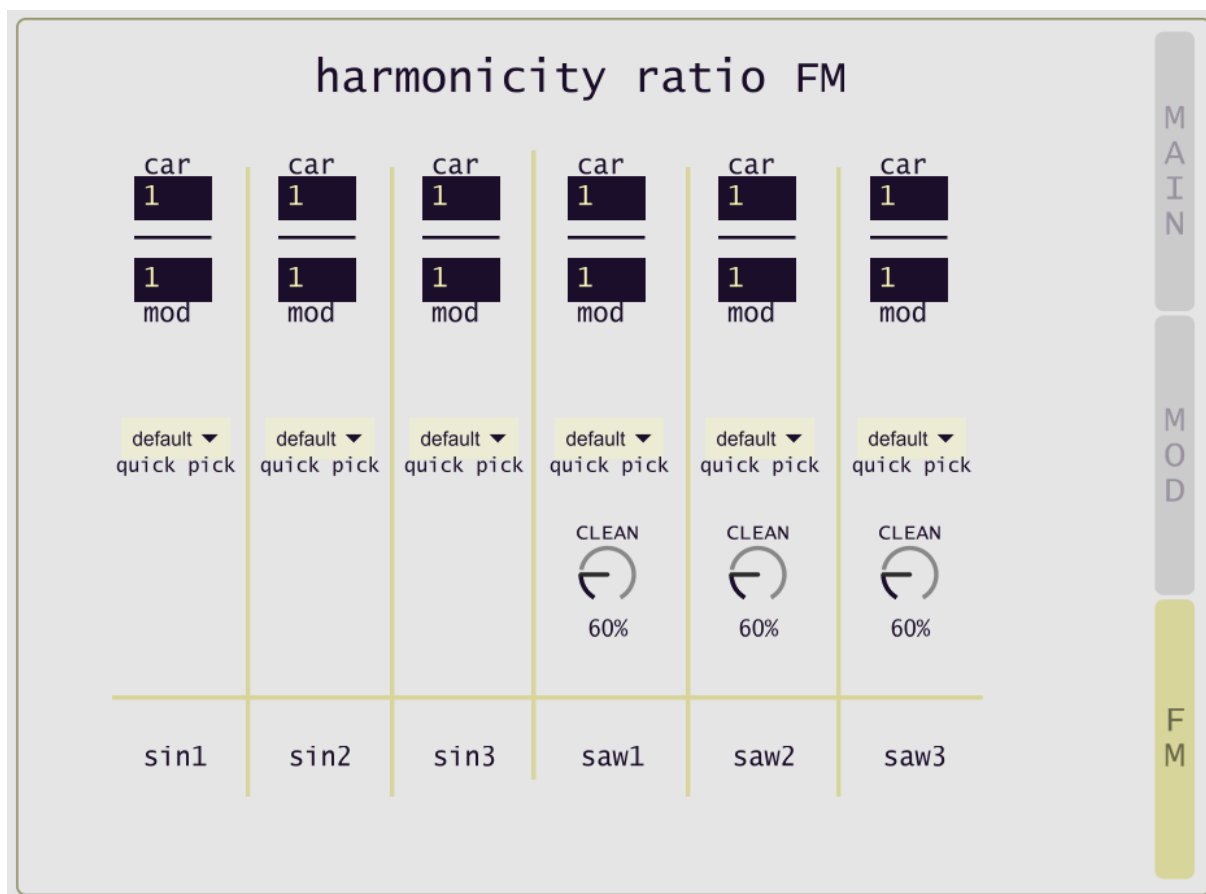 harmonicity ratio FM
car car car car car car
1 1 1 1 1 1
1 1 1 1 1 1
mod mod mod mod mod mod
default default default default default default
quick pick quick pick quick pick quick pick quick pick quick pick
CLEAN CLEAN CLEAN
60% 60% 60%
sin1 sin2 sin3 saw1 saw2 saw3
MAIN
MOD
FM